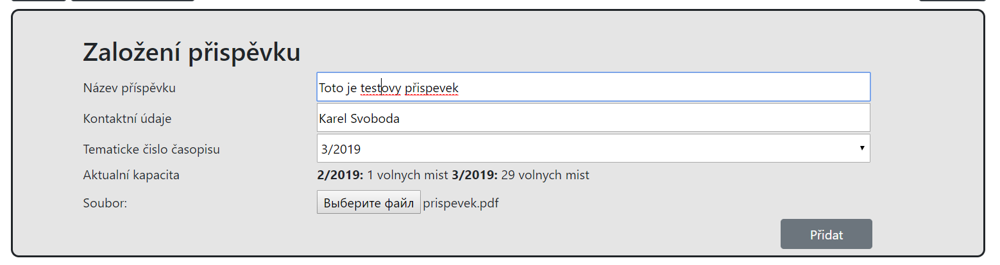 Založení přispěvku
Název příspěvku Toto je testovy přispevek
Kontaktní údaje Karel Svoboda
Tematicke čislo časopisu 3/2019
Aktualní kapacita 2/2019: 1 volnych mist 3/2019: 29 volnych mist
Soubor: Выберите файл prispevek.pdf
Přidat